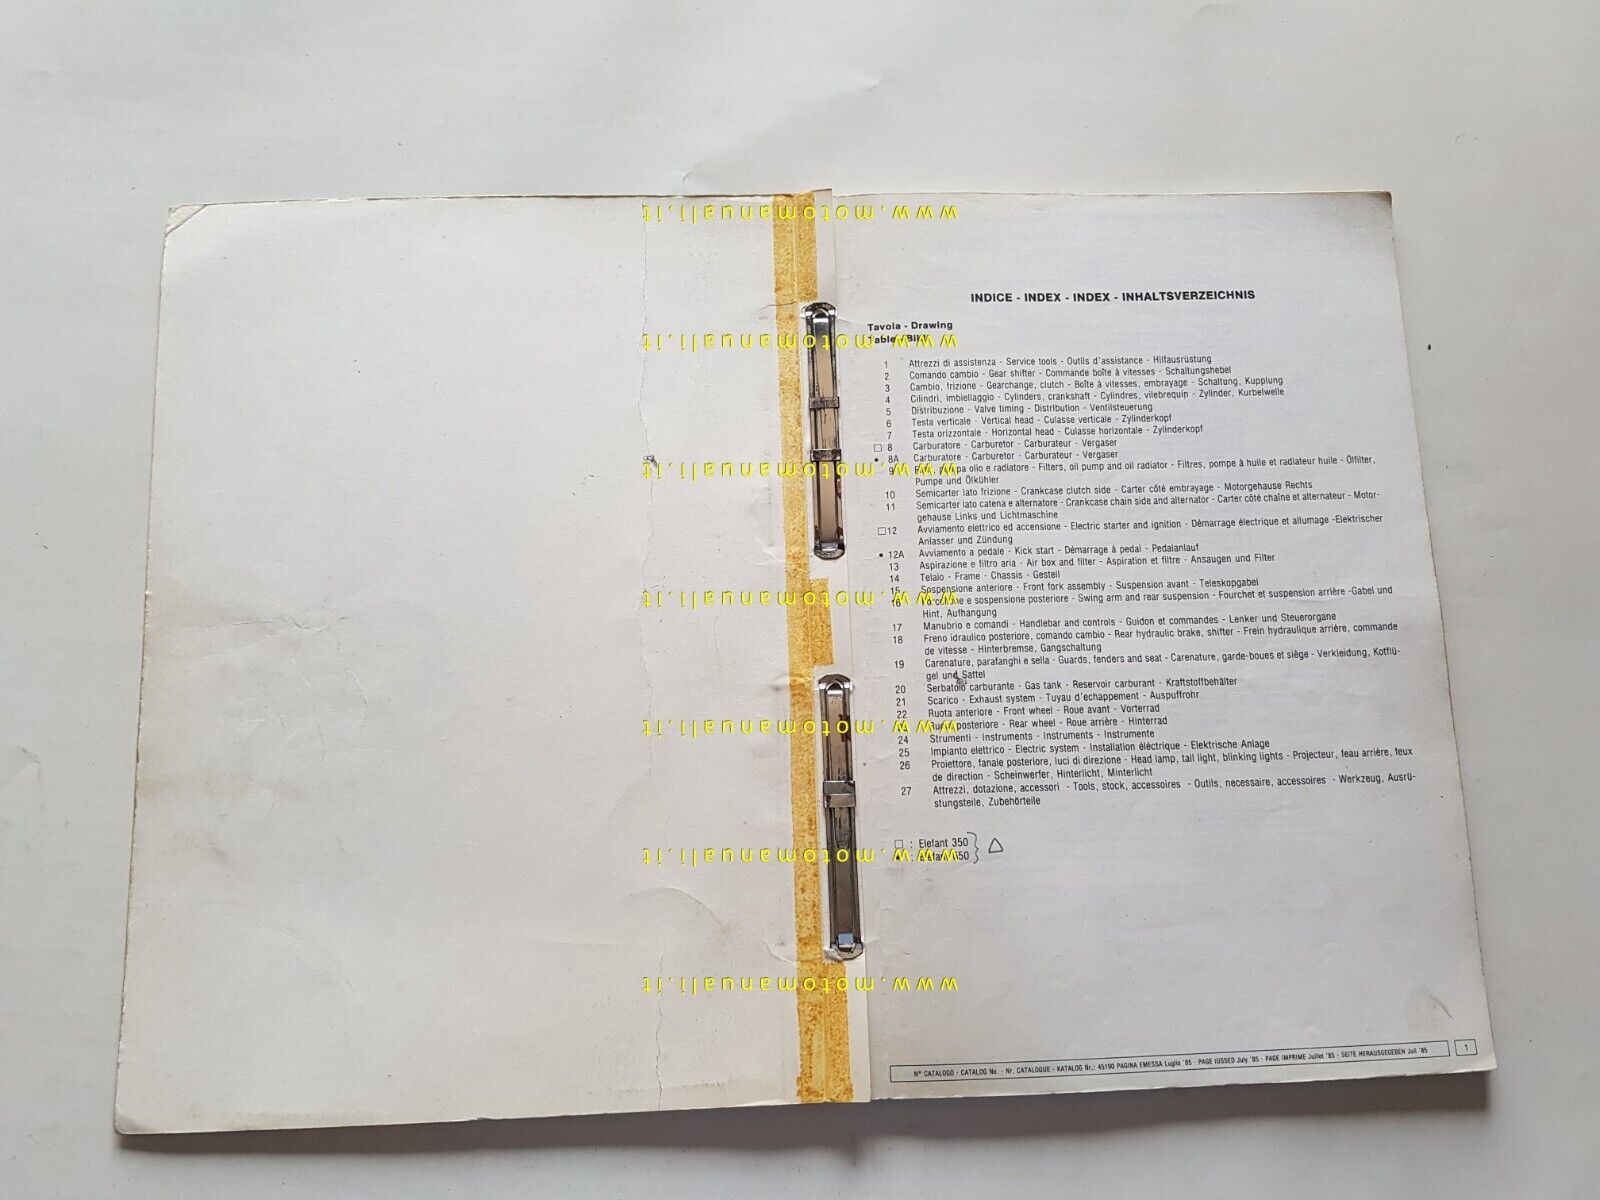 www.motomanuali.it
INDICE - INDEX - INDEX - INHALTSVERZEICHNIS
Tavola - Drawing
www.motomanuali.it
1 Attrezzi di assistenza - Service tools - Outils d'assistance - Hilfausrüstung
2 Comando cambio - Gear shifter - Commande boîte à vitesses - Schaltungshebel
3 Cambio, frizione - Gearchange, clutch - Boîte à vitesses, embrayage - Schaltung, Kupplung
4 Cilindri, imbiellaggio - Cylinders, crankshaft - Cylindres, vilebrequin - Zylinder, Kurbelwelle
5 Distribuzione - Valve timing - Distribution - Ventilsteuerung
6 Testa verticale - Vertical head - Culasse verticale - Zylinderkopf
7 Testa orizzontale - Horizontal head - Culasse horizontale - Zylinderkopf
□ 8 Carburatore - Carburetor - Carburateur - Vergaser
• 8A Carburatore - Carburetor - Carburateur - Vergaser
www.motomanuali.it
9 pompa olio e radiatore - Filters, oil pump and oil radiator - Filtres, pompe à huile et radiateur huile - Ölfilter,
Pumpe und Ölkühler
10 Semicarter lato frizione - Crankcase clutch side - Carter côté embrayage - Motorgehause Rechts
11 Semicarter lato catena e alternatore - Crankcase chain side and alternator - Carter côté chaîne et alternateur - Motor-
gehause Links und Lichtmaschine
□ 12 Avviamento elettrico ed accensione - Electric starter and ignition - Démarrage électrique et allumage -Elektrischer
Anlasser und Zündung
• 12A Avviamento a pedale - Kick start - Démarrage à pedal - Pedalanlauf
13 Aspirazione e filtro aria - Air box and filter - Aspiration et filtre - Ansaugen und Filter
14 Telaio - Frame - Chassis - Gestell
15 Sospensione anteriore - Front fork assembly - Suspension avant - Teleskopgabel
www.motomanuali.it
16 e sospensione posteriore - Swing arm and rear suspension - Fourchet et suspension arrière -Gabel und
Hint, Aufhangung
17 Manubrio e comandi - Handlebar and controls - Guidon et commandes - Lenker und Steuerorgane
18 Freno idraulico posteriore, comando cambio - Rear hydraulic brake, shifter - Frein hydraulique arrière, commande
de vitesse - Hinterbremse, Gangschaltung
19 Carenature, parafanghi e sella - Guards, fenders and seat - Carenature, garde-boues et siège - Verkleidung, Kotflü-
gel und Sattel
20 Serbatoio carburante - Gas tank - Reservoir carburant - Kraftstoffbehälter
21 Scarico - Exhaust system - Tuyau d'echappement - Auspuffrohr
22 Ruota anteriore - Front wheel - Roue avant - Vorterrad
www.motomanuali.it
posteriore - Rear wheel - Roue arrière - Hinterrad
24 Strumenti - Instruments - Instruments - Instrumente
25 Impianto elettrico - Electric system - Installation éléctrique - Elektrische Anlage
26 Proiettore, fanale posteriore, luci di direzione - Head lamp, tail light, blinking lights - Projecteur, feau arrière, feux
de direction - Scheinwerfer, Hinterlicht, Minterlicht
27 Attrezzi, dotazione, accessori - Tools, stock, accessoires - Outils, necessaire, accessoires - Werkzeug, Ausrü-
stungsteile, Zubehörteile
□ : Elefant 350
www.motomanuali.it
www.motomanuali.it
N° CATALOGO - CATALOG No. - Nr. CATALOGUE - KATALOG Nr.: 45190 PAGINA EMESSA Luglio '85 - PAGE IUSSED July '85 - PAGE IMPRIME Juillet '85 - SEITE HERAUSGEGEBEN Juli '85
1